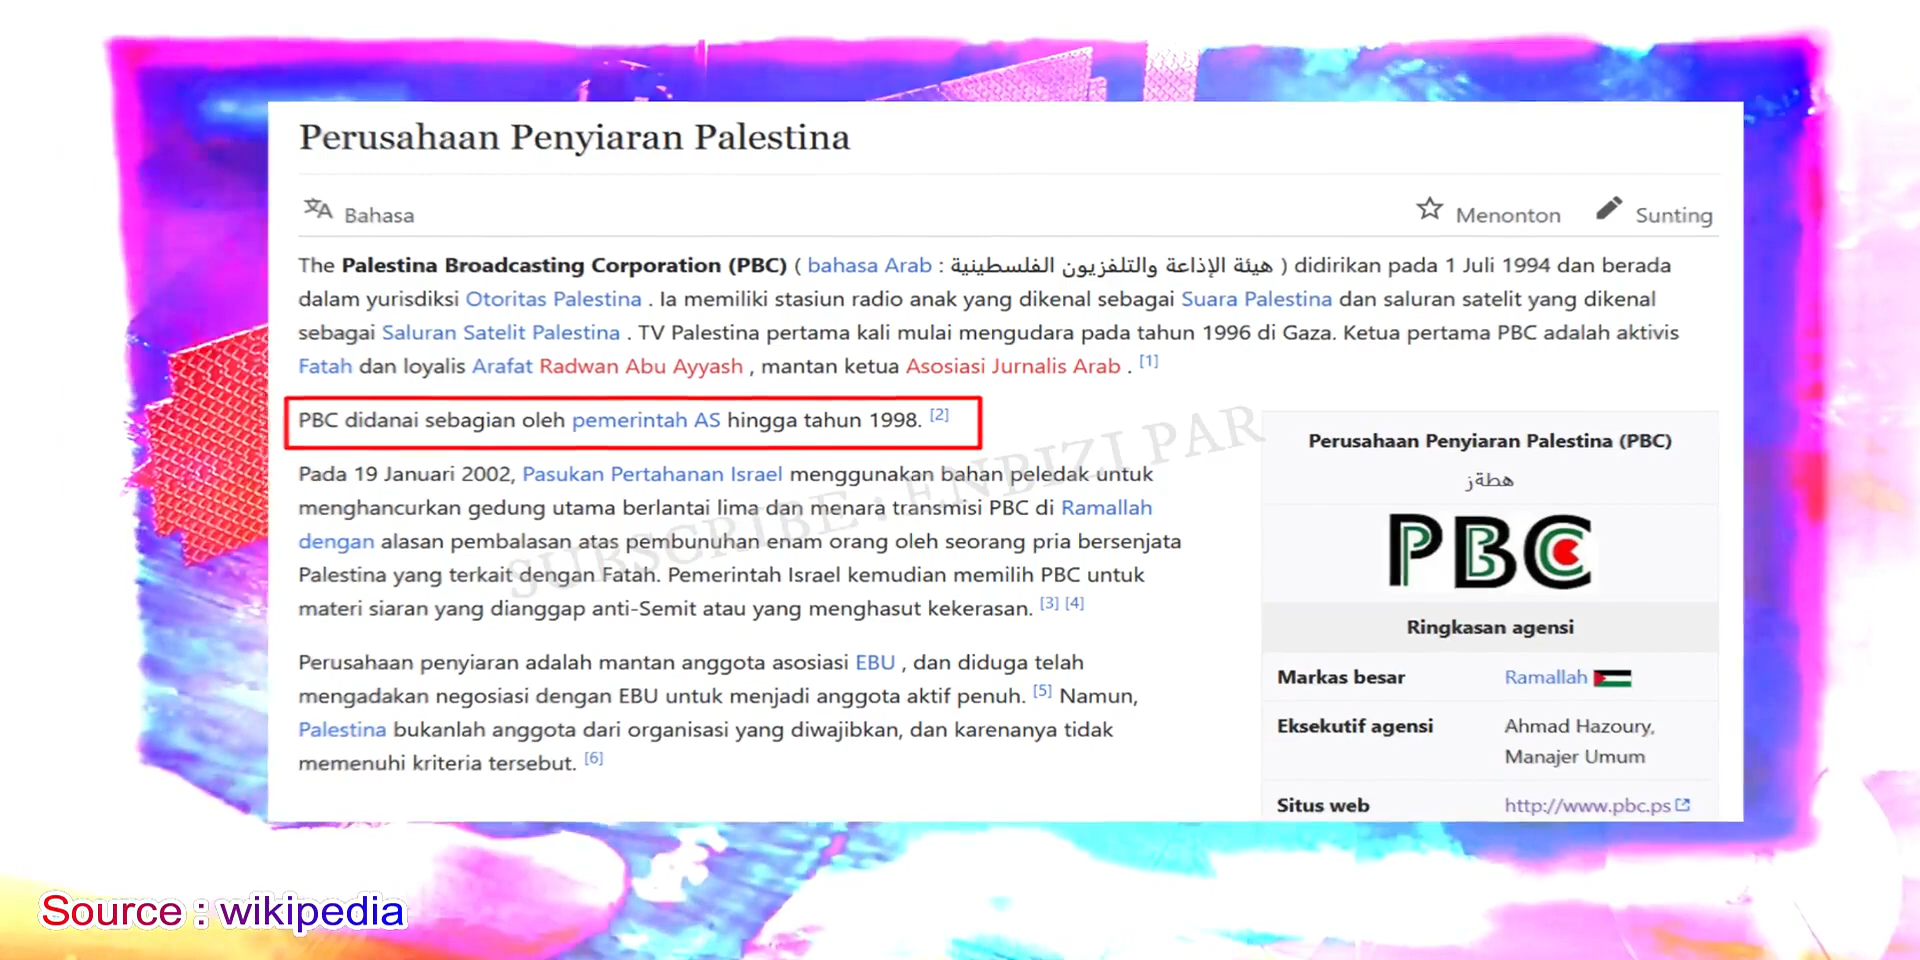 Perusahaan Penyiaran Palestina
Bahasa
Menonton
Sunting
The Palestina Broadcasting Corporation (PBC) ( bahasa Arab : هيئة الإذاعة والتلفزيون الفلسطينية ) didirikan pada 1 Juli 1994 dan berada
dalam yurisdiksi Otoritas Palestina . Ia memiliki stasiun radio anak yang dikenal sebagai Suara Palestina dan saluran satelit yang dikenal
sebagai Saluran Satelit Palestina . TV Palestina pertama kali mulai mengudara pada tahun 1996 di Gaza. Ketua pertama PBC adalah aktivis
Fatah dan loyalis Arafat Radwan Abu Ayyash , mantan ketua Asosiasi Jurnalis Arab . [1]
PBC didanai sebagian oleh pemerintah AS hingga tahun 1998. [2]
Pada 19 Januari 2002, Pasukan Pertahanan Israel menggunakan bahan peledak untuk
menghancurkan gedung utama berlantai lima dan menara transmisi PBC di Ramallah
dengan alasan pembalasan atas pembunuhan enam orang oleh seorang pria bersenjata
Palestina yang terkait dengan Fatah. Pemerintah Israel kemudian memilih PBC untuk
materi siaran yang dianggap anti-Semit atau yang menghasut kekerasan. [3] [4]
Perusahaan penyiaran adalah mantan anggota asosiasi EBU , dan diduga telah
mengadakan negosiasi dengan EBU untuk menjadi anggota aktif penuh. [5] Namun,
Palestina bukanlah anggota dari organisasi yang diwajibkan, dan karenanya tidak
memenuhi kriteria tersebut. [6]
Perusahaan Penyiaran Palestina (PBC)
هطةز
PBC
Ringkasan agensi
Markas besar Ramallah
Eksekutif agensi Ahmad Hazoury,
Manajer Umum
Situs web http://www.pbc.ps
SUBSCRIBE : ENBIZI PAR
Source : wikipedia